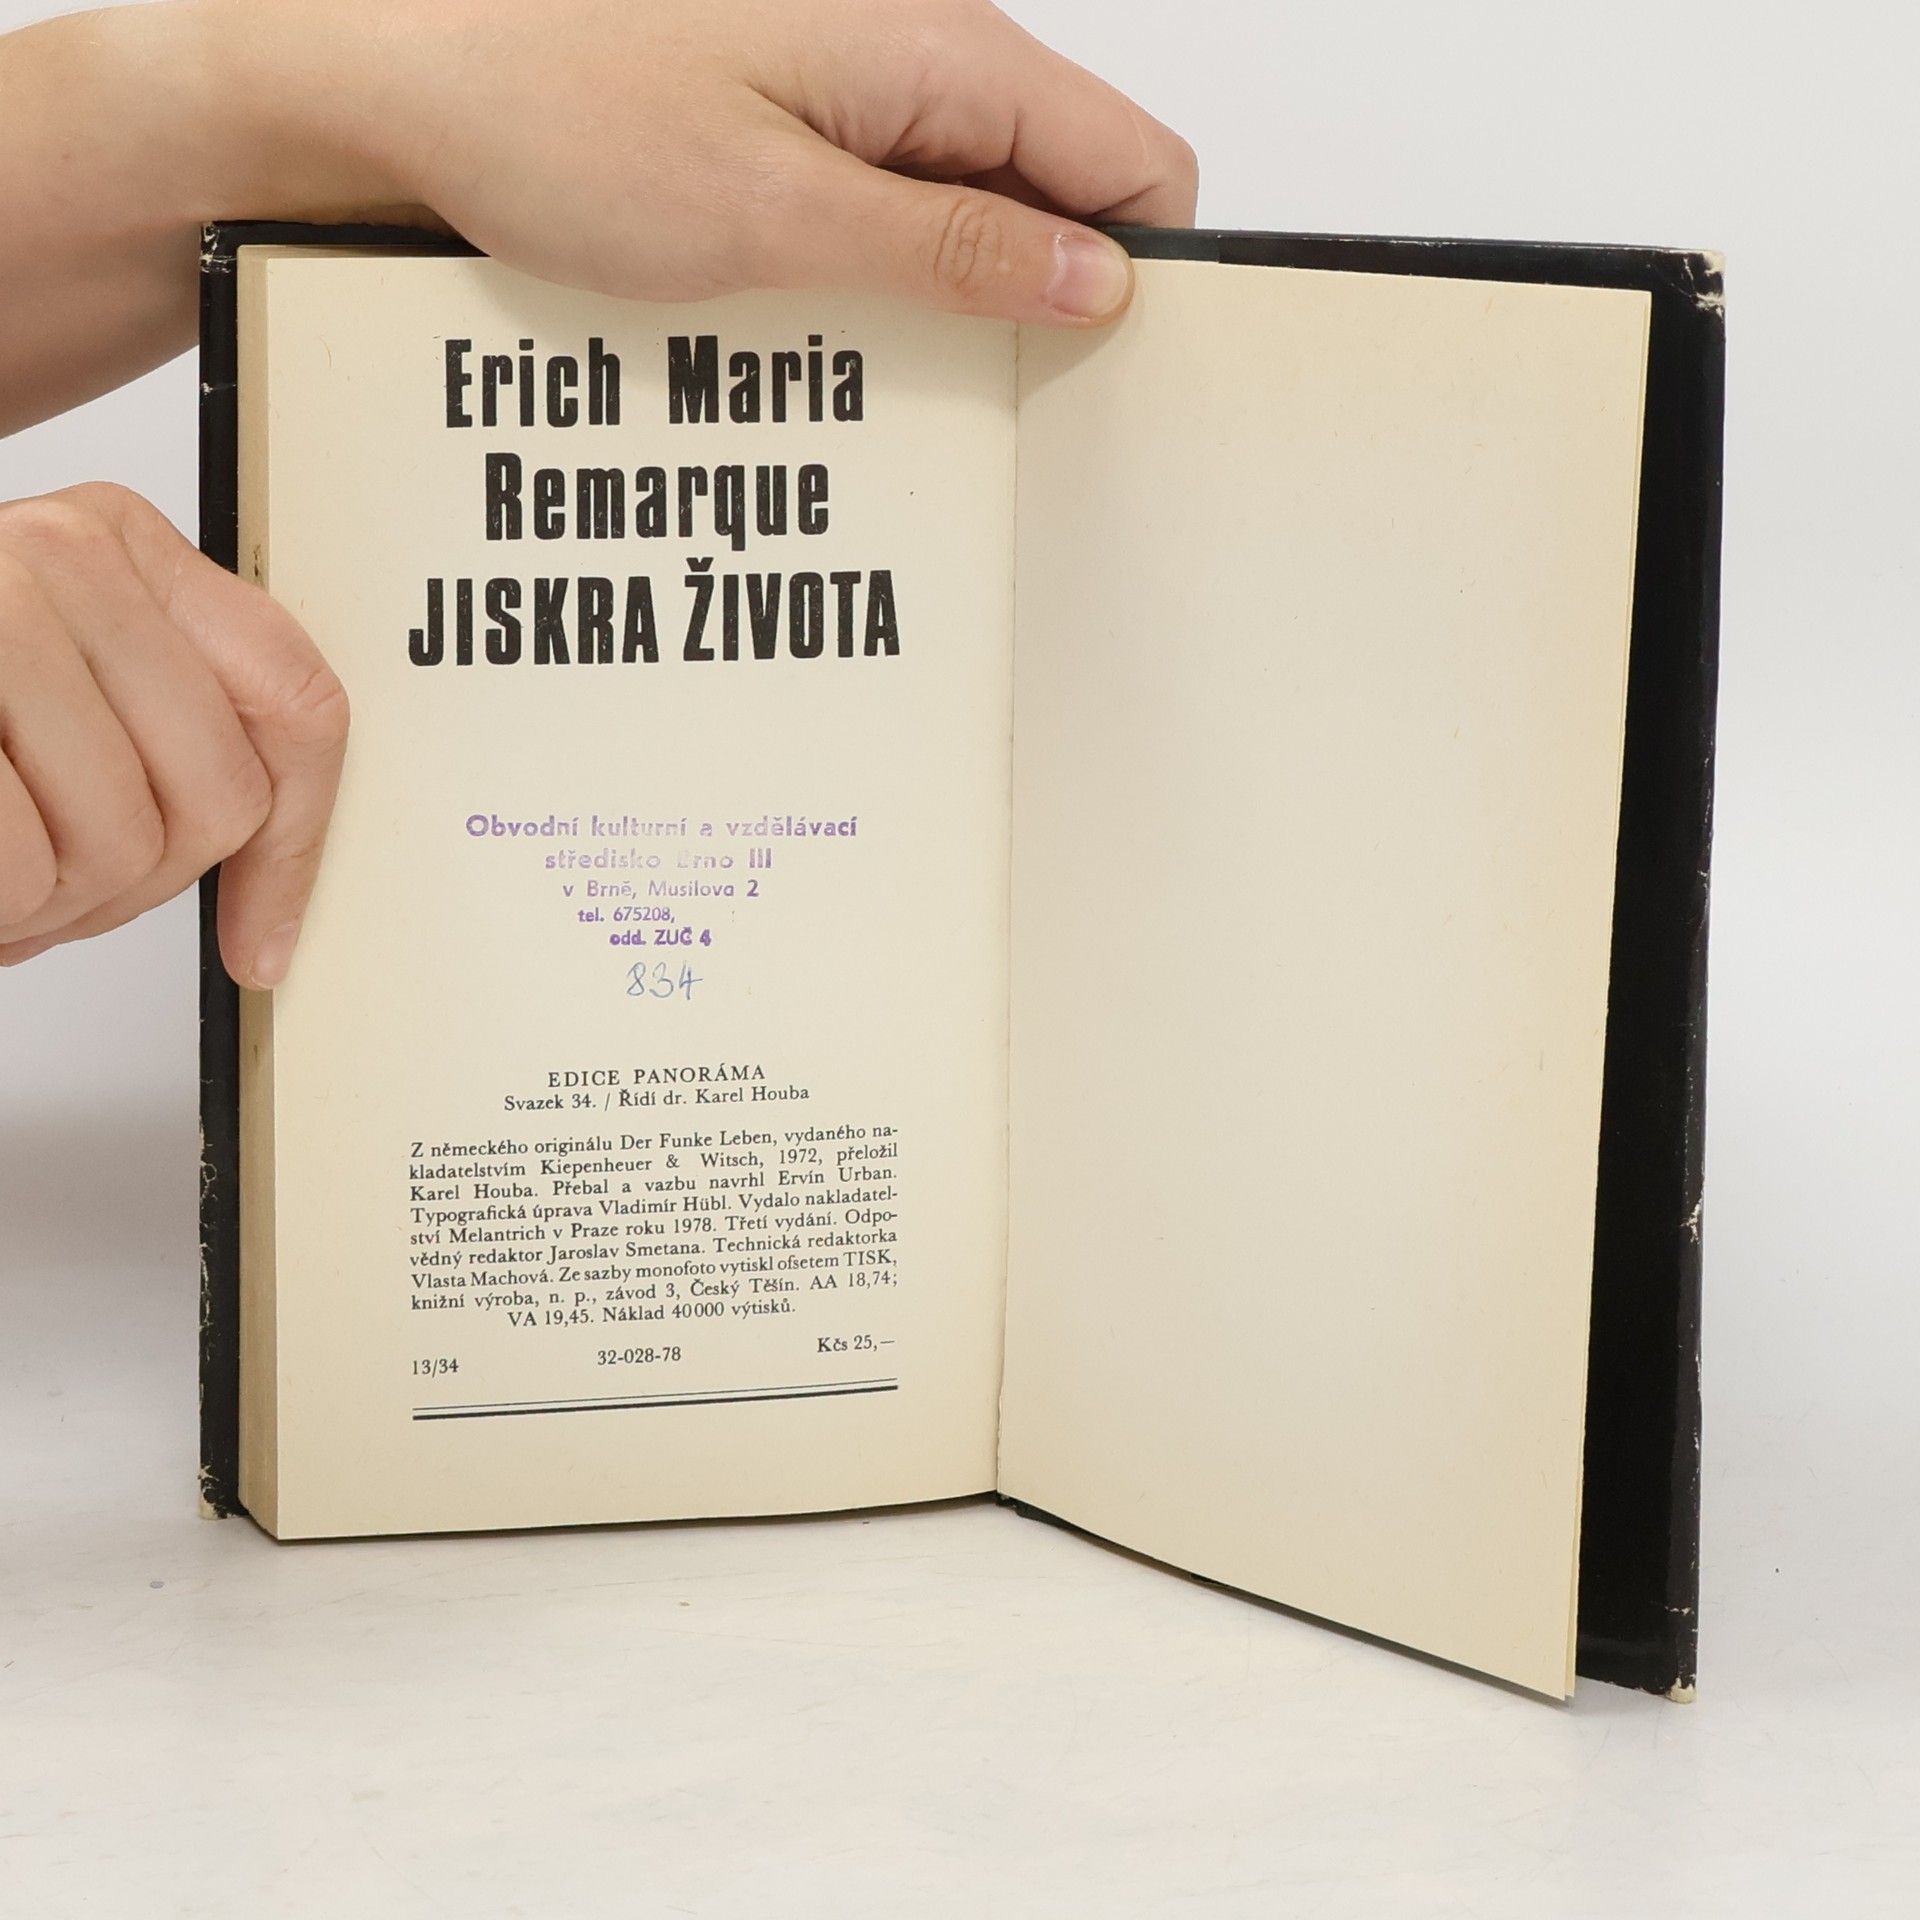 Erich Maria
Remarque
JISKRA ŽIVOTA
Obvodní kulturní a vzdělávací
středisko Brno III
v Brně, Musilova 2
tel. 675208,
odd. ZUČ 4
834
EDICE PANORÁMA
Svazek 34. / Řídí dr. Karel Houba
Z německého originálu Der Funke Leben, vydaného na-
kladatelstvím Kiepenheuer & Witsch, 1972, přeložil
Karel Houba. Přebal a vazbu navrhl Ervín Urban.
Typografická úprava Vladimír Hübl. Vydalo nakladatel-
ství Melantrich v Praze roku 1978. Třetí vydání. Odpo-
vědný redaktor Jaroslav Smetana. Technická redaktorka
Vlasta Machová. Ze sazby monofoto vytiskl ofsetem TISK,
knižní výroba, n. p., závod 3, Český Těšín. AA 18,74;
VA 19,45. Náklad 40000 výtisků.
13/34 32-028-78 Kčs 25,—